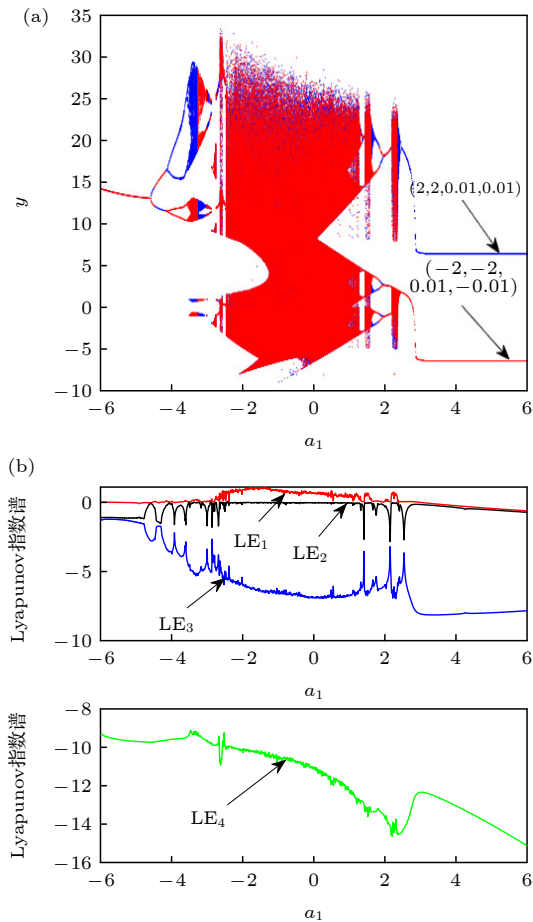 (a)
35
30
25
20
15
10
5
0
−5
−10
y
(2,2,0.01,0.01)
(−2,−2,
0.01,−0.01)
−6 −4 −2 0 2 4 6
a1
(b)
0
−5
−10
Lyapunov指数谱
LE1
LE2
LE3
−6 −4 −2 0 2 4 6
a1
−8
−10
−12
−14
−16
Lyapunov指数谱
LE4
−6 −4 −2 0 2 4 6
a1